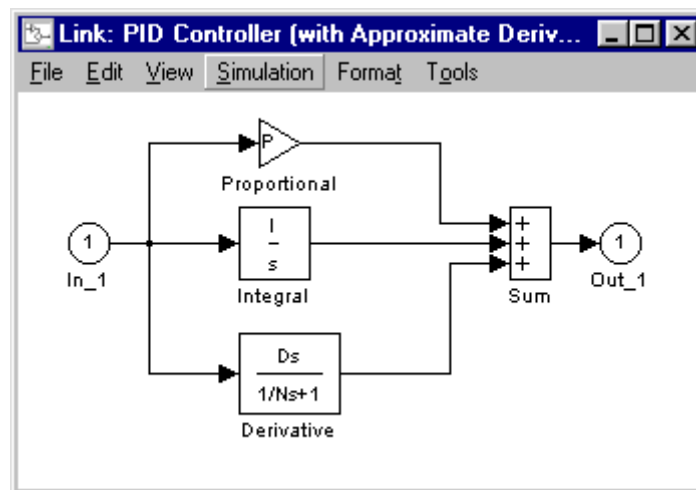 Link: PID Controller (with Approximate Deriv...
File Edit View Simulation Format Tools
P
Proportional
1
In_1
I
s
Integral
Ds
1/Ns+1
Derivative
+
+
+
Sum
1
Out_1